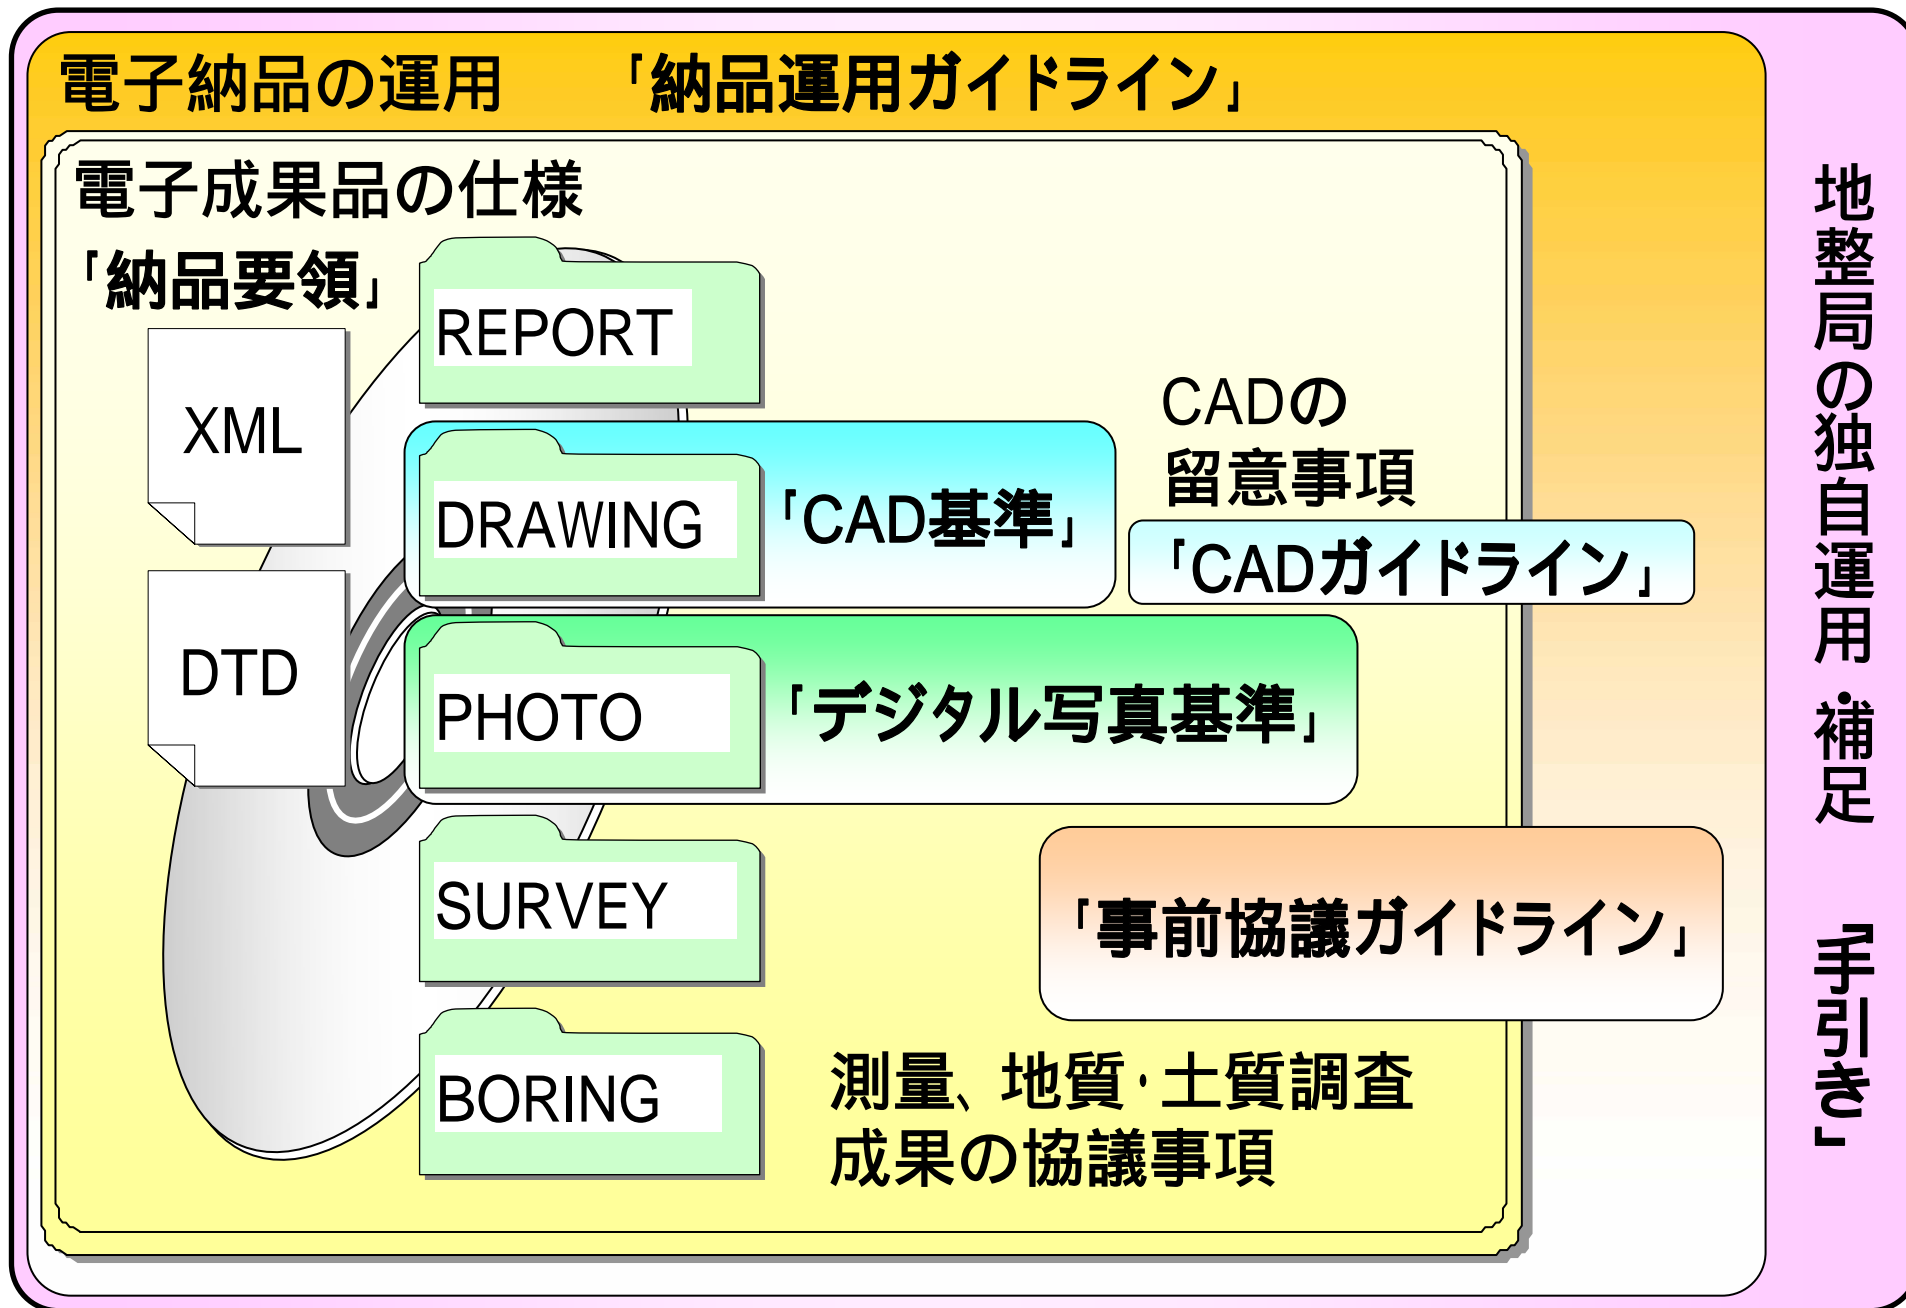 電子納品の運用 「納品運用ガイドライン」
電子成果品の仕様
「納品要領」
XML
DTD
REPORT
DRAWING
「CAD基準」
CADの
留意事項
「CADガイドライン」
PHOTO
「デジタル写真基準」
SURVEY
「事前協議ガイドライン」
BORING
測量、地質・土質調査
成果の協議事項
地整局の独自運用・補足 「手引き」